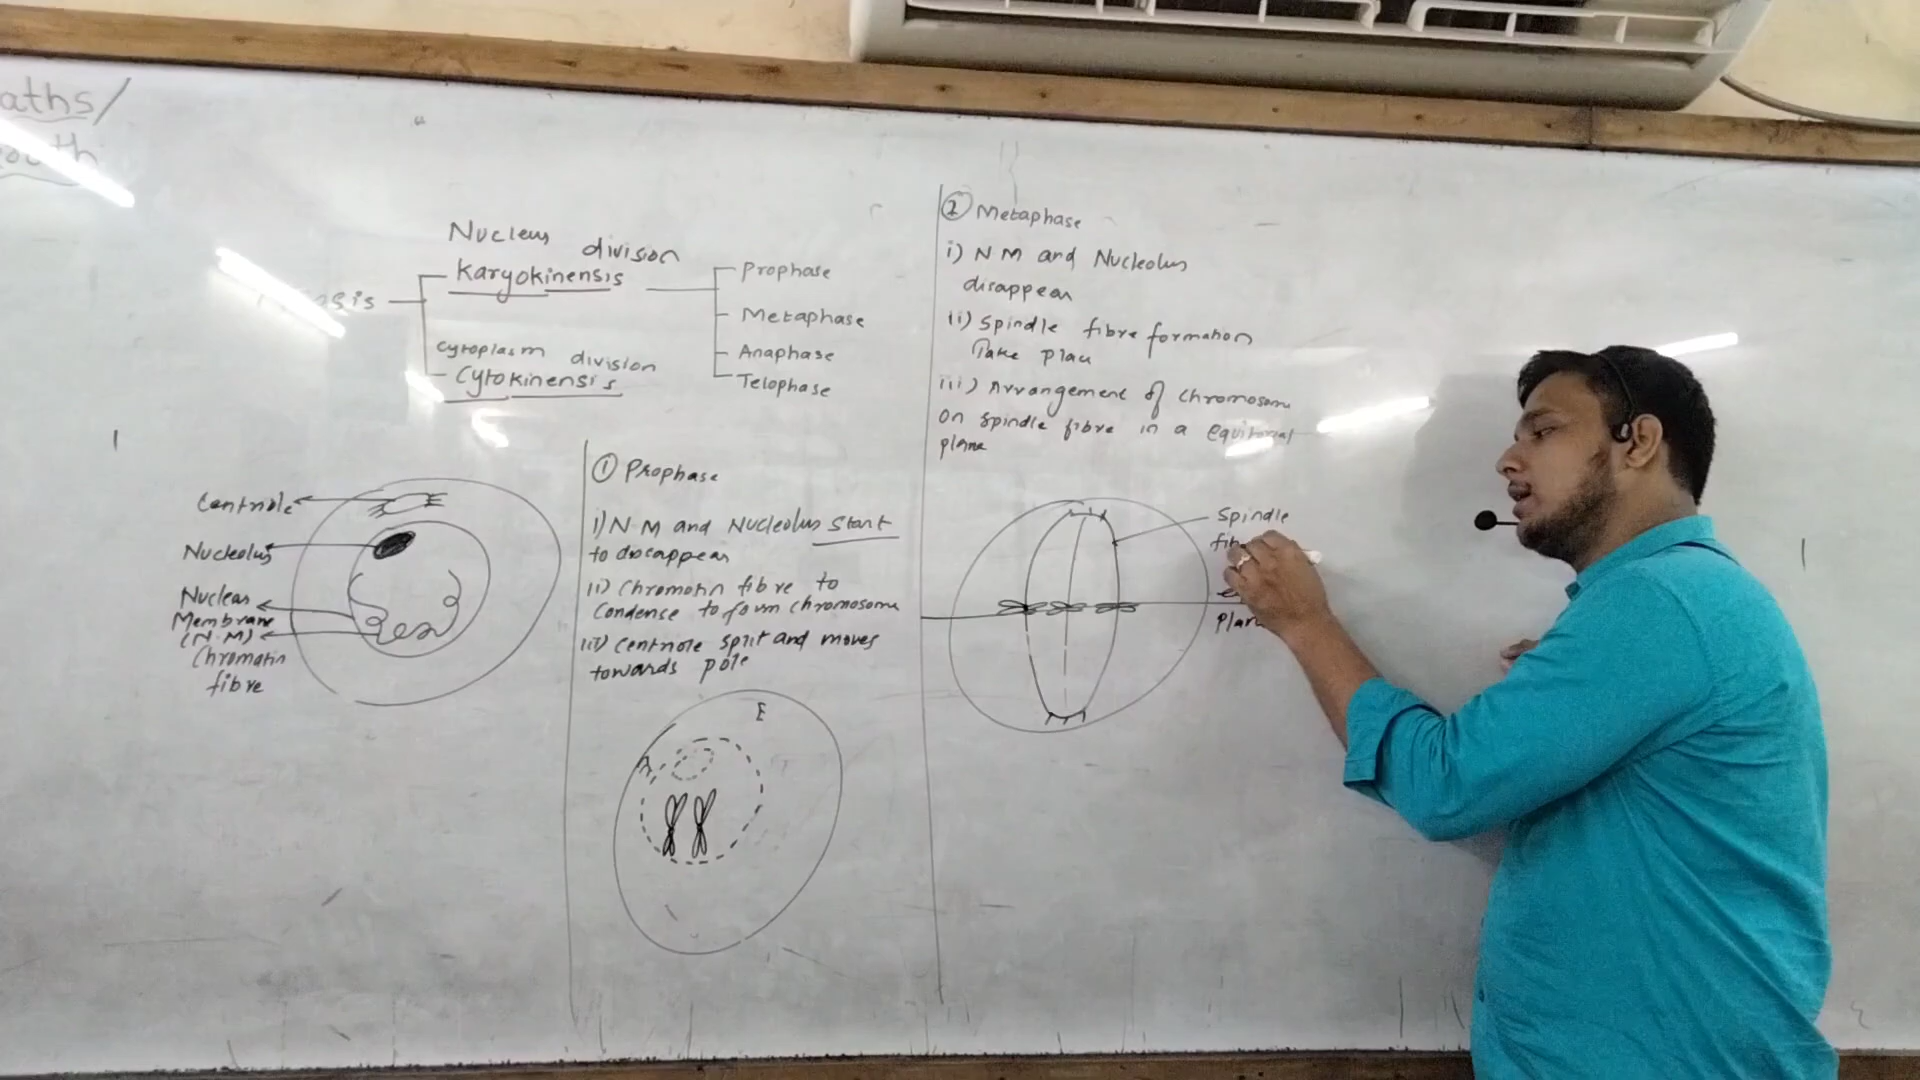 aths/
Nucleus division
Karyokinensis
cytoplasm division
Cytokinensis
Prophase
Metaphase
Anaphase
Telophase
Centriole
Nucleolus
Nuclear
Membrane
(N.M)
Chromatin
fibre
① Prophase
i) N.M and Nucleolus start
to disappear
ii) Chromatin fibre to
Condense to form chromosome
iii) Centriole split and moves
towards pole
② Metaphase
i) N M and Nucleolus
disappear
ii) Spindle fibre formation
Take place
iii) Arrangement of chromosome
on spindle fibre in a equitorial
plane
Spindle